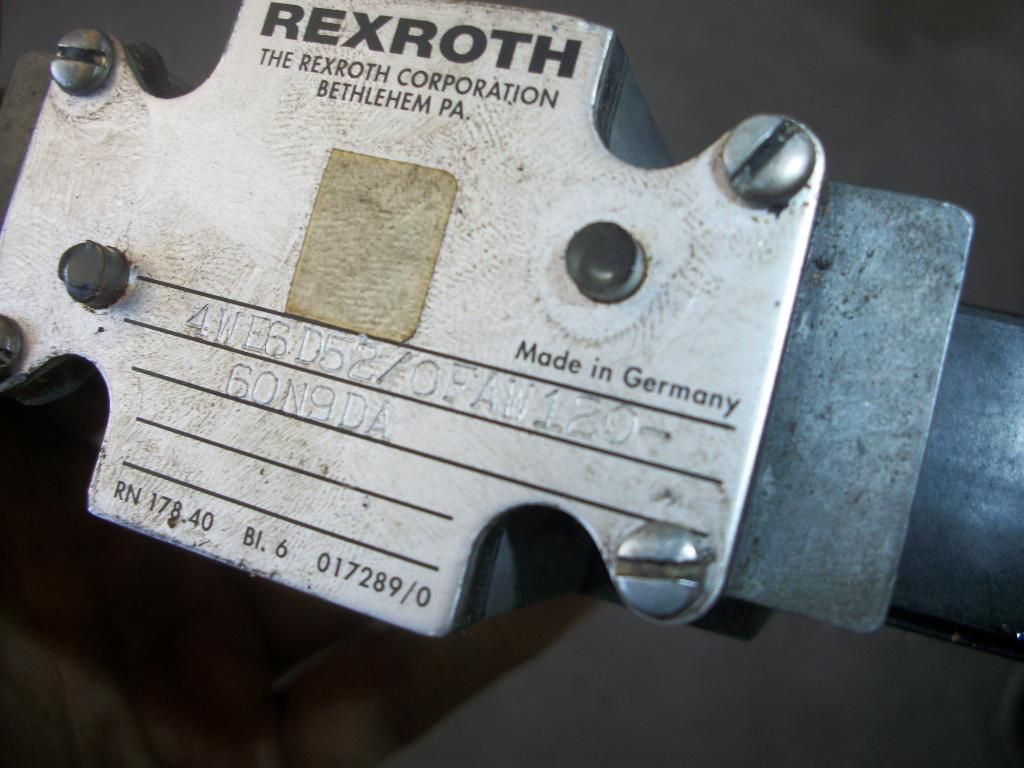 REXROTH
THE REXROTH CORPORATION
BETHLEHEM PA.
Made in Germany
4WE6D52/OFAW120-
60N9DA
RN 178.40 Bl. 6 017289/0